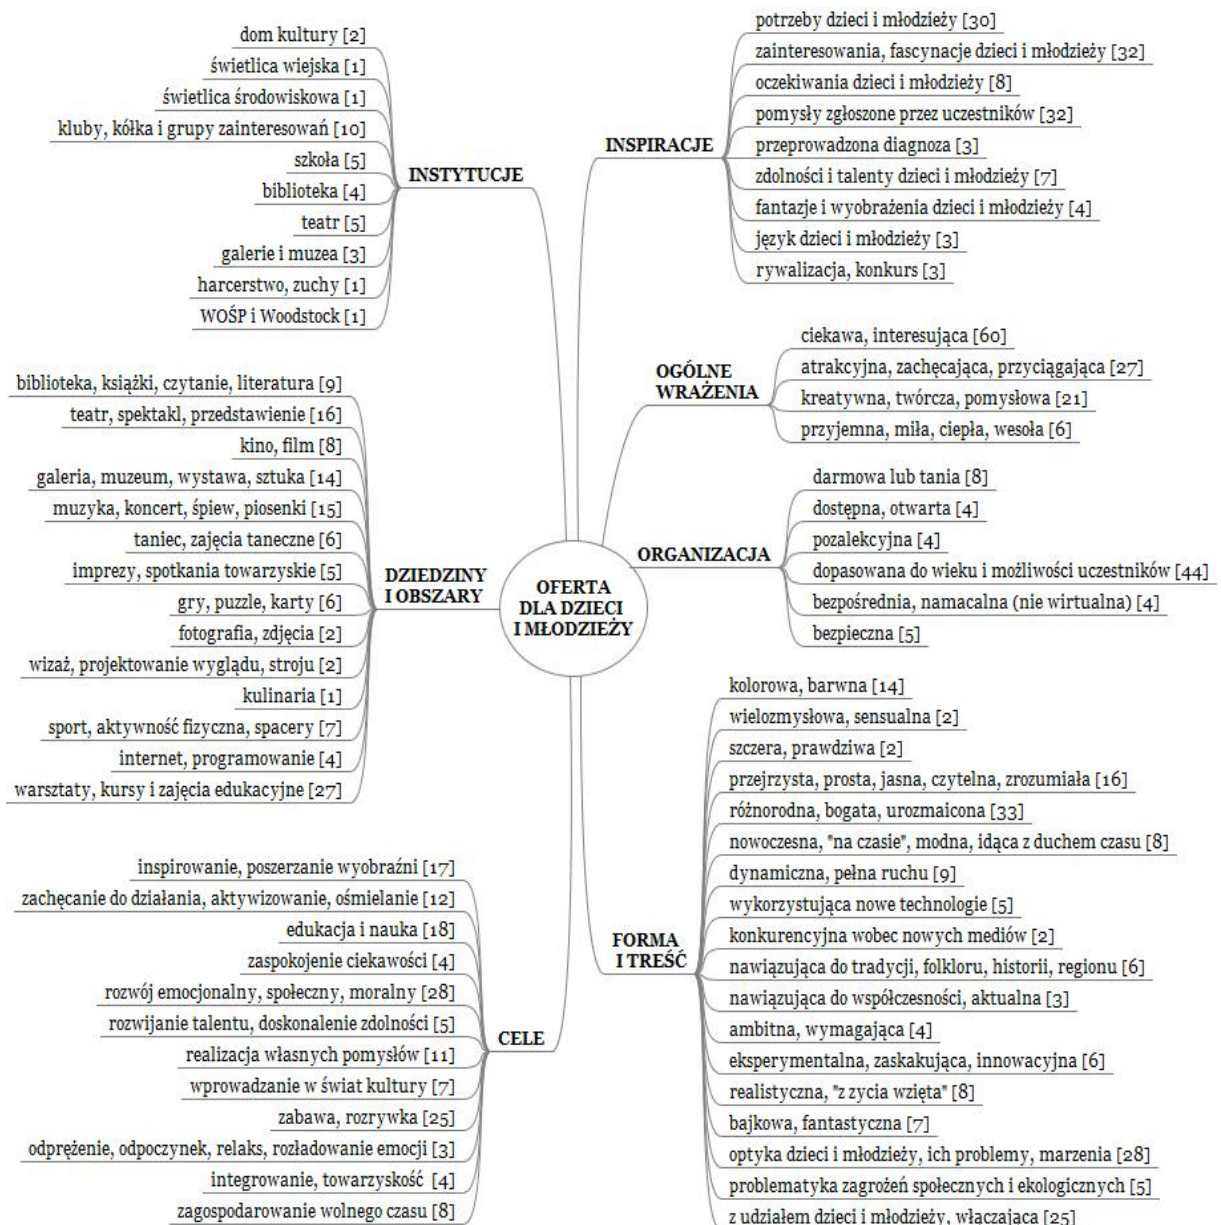 dom kultury [2]
świetlica wiejska [1]
świetlica środowiskowa [1]
kluby, kółka i grupy zainteresowań [10]
szkoła [5]
biblioteka [4]
teatr [5]
galerie i muzea [3]
harcerstwo, zuchy [1]
WOŚP i Woodstock [1]
INSTYTUCJE
potrzeby dzieci i młodzieży [30]
zainteresowania, fascynacje dzieci i młodzieży [32]
oczekiwania dzieci i młodzieży [8]
pomysły zgłoszone przez uczestników [32]
przeprowadzona diagnoza [3]
zdolności i talenty dzieci i młodzieży [7]
fantazje i wyobrażenia dzieci i młodzieży [4]
język dzieci i młodzieży [3]
rywalizacja, konkurs [3]
INSPIRACJE
OGÓLNE
WRAŻENIA
ciekawa, interesująca [60]
atrakcyjna, zachęcająca, przyciągająca [27]
kreatywna, twórcza, pomysłowa [21]
przyjemna, miła, ciepła, wesoła [6]
biblioteka, książki, czytanie, literatura [9]
teatr, spektakl, przedstawienie [16]
kino, film [8]
galeria, muzeum, wystawa, sztuka [14]
muzyka, koncert, śpiew, piosenki [15]
taniec, zajęcia taneczne [6]
imprezy, spotkania towarzyskie [5]
gry, puzzle, karty [6]
fotografia, zdjęcia [2]
wizaż, projektowanie wyglądu, stroju [2]
kulinaria [1]
sport, aktywność fizyczna, spacery [7]
internet, programowanie [4]
warsztaty, kursy i zajęcia edukacyjne [27]
DZIEDZINY
I OBSZARY
OFERTA
DLA DZIECI
I MŁODZIEŻY
ORGANIZACJA
darmowa lub tania [8]
dostępna, otwarta [4]
pozalekcyjna [4]
dopasowana do wieku i możliwości uczestników [44]
bezpośrednia, namacalna (nie wirtualna) [4]
bezpieczna [5]
inspirowanie, poszerzanie wyobraźni [17]
zachęcanie do działania, aktywizowanie, ośmielanie [12]
edukacja i nauka [18]
zaspokojenie ciekawości [4]
rozwój emocjonalny, społeczny, moralny [28]
rozwijanie talentu, doskonalenie zdolności [5]
realizacja własnych pomysłów [11]
wprowadzanie w świat kultury [7]
zabawa, rozrywka [25]
odprężenie, odpoczynek, relaks, rozładowanie emocji [3]
integrowanie, towarzyskość [4]
zagospodarowanie wolnego czasu [8]
CELE
FORMA
I TREŚĆ
kolorowa, barwna [14]
wielozmysłowa, sensualna [2]
szczera, prawdziwa [2]
przejrzysta, prosta, jasna, czytelna, zrozumiała [16]
różnorodna, bogata, urozmaicona [33]
nowoczesna, "na czasie", modna, idąca z duchem czasu [8]
dynamiczna, pełna ruchu [9]
wykorzystująca nowe technologie [5]
konkurencyjna wobec nowych mediów [2]
nawiązująca do tradycji, folkloru, historii, regionu [6]
nawiązująca do współczesności, aktualna [3]
ambitna, wymagająca [4]
eksperymentalna, zaskakująca, innowacyjna [6]
realistyczna, "z zycia wzięta" [8]
bajkowa, fantastyczna [7]
optyka dzieci i młodzieży, ich problemy, marzenia [28]
problematyka zagrożeń społecznych i ekologicznych [5]
z udziałem dzieci i młodzieży, włączająca [25]